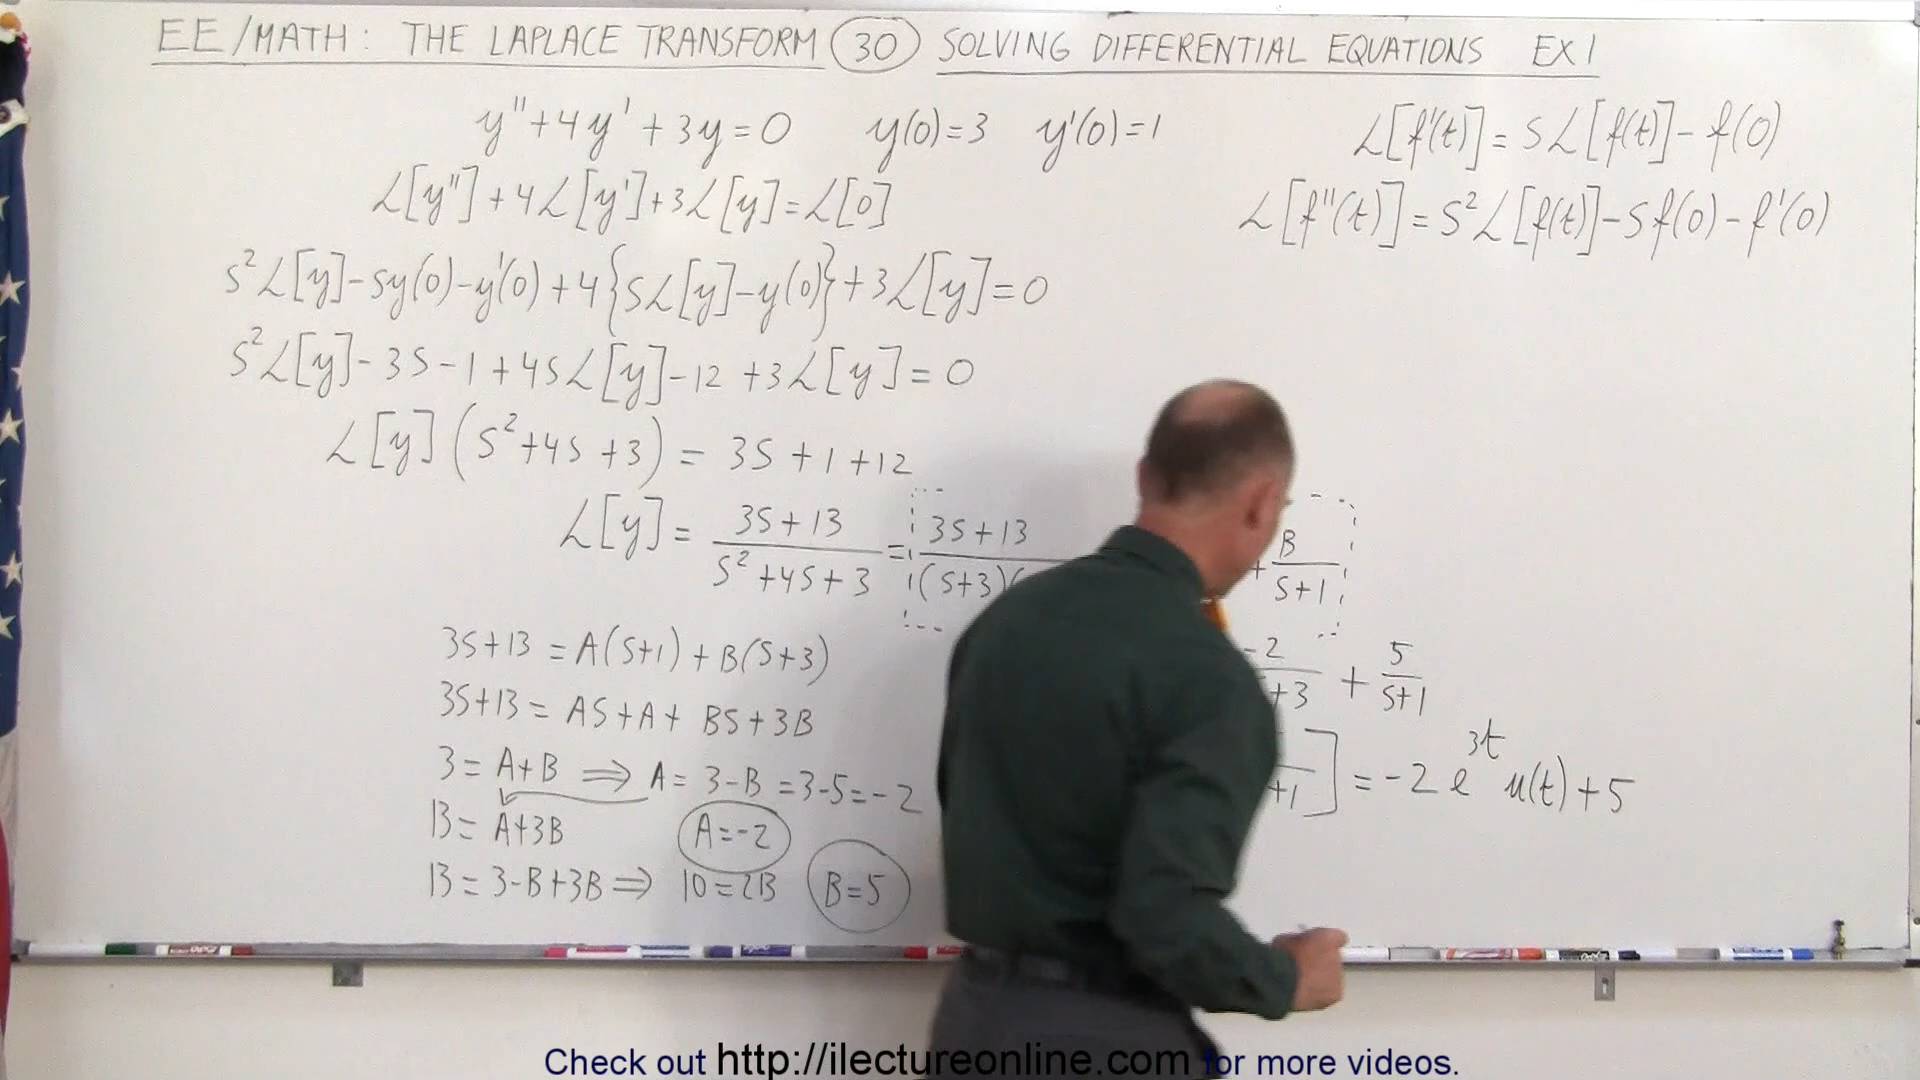 EE/MATH: THE LAPLACE TRANSFORM 30 SOLVING DIFFERENTIAL EQUATIONS EX 1
y''+4y'+3y=0 y(0)=3 y'(0)=1
ℒ[y'']+4ℒ[y']+3ℒ[y]=ℒ[0]
s²ℒ[y]-sy(0)-y'(0)+4{sℒ[y]-y(0)}+3ℒ[y]=0
s²ℒ[y]-3s-1+4sℒ[y]-12+3ℒ[y]=0
ℒ[y](s²+4s+3)=3s+1+12
ℒ[y]=(3s+13)/(s²+4s+3)=(3s+13)/(s+3)( + B/(s+1)
3s+13=A(s+1)+B(s+3)
3s+13=As+A+Bs+3B
3=A+B⇒A=3-B=3-5=-2
13=A+3B A=-2
13=3-B+3B⇒10=2B B=5
ℒ[f'(t)]=sℒ[f(t)]-f(0)
ℒ[f''(t)]=s²ℒ[f(t)]-sf(0)-f'(0)
-2/+3 + 5/(s+1)
+1]=-2e^3t u(t)+5
Check out http://ilectureonline.com for more videos.